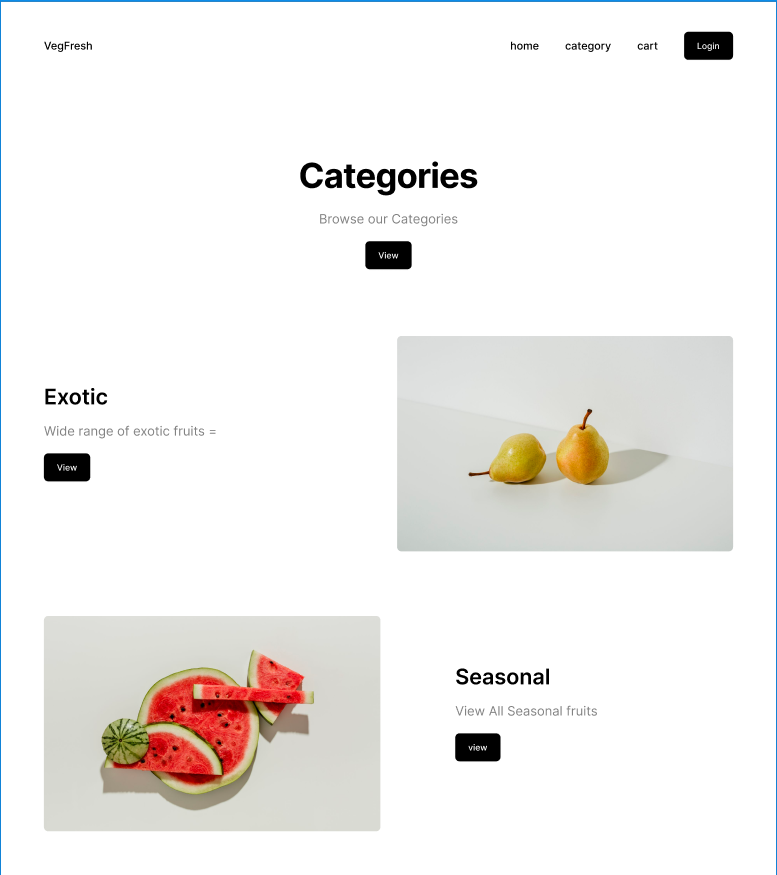 VegFresh
home category cart Login
Categories
Browse our Categories
View
Exotic
Wide range of exotic fruits =
View
Seasonal
View All Seasonal fruits
view